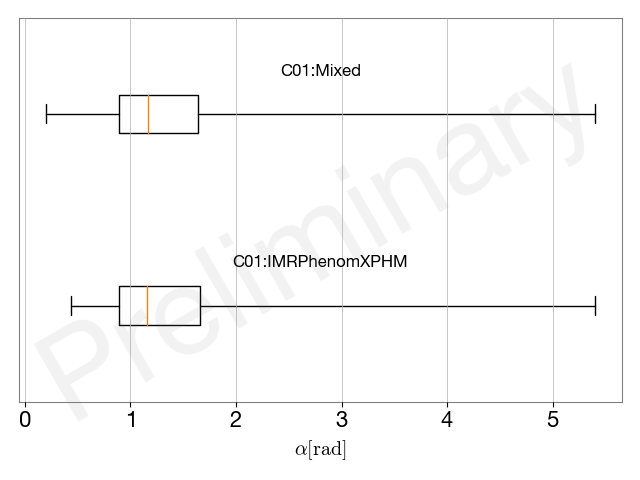 C01:Mixed
Preliminary
C01:IMRPhenomXPHM
0 1 2 3 4 5
α[rad]